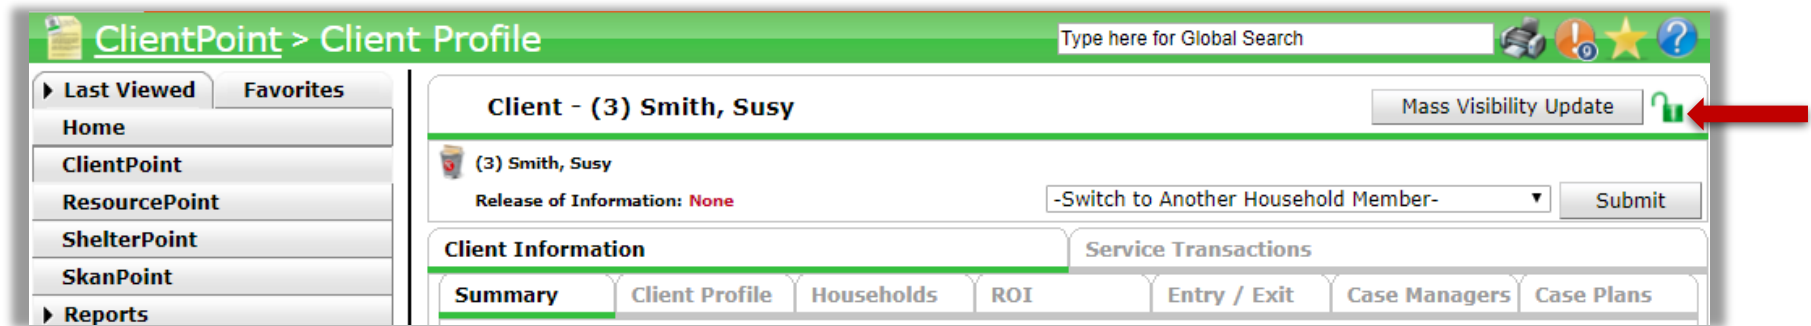 ClientPoint > Client Profile
Type here for Global Search
9
?
Last Viewed
Favorites
Home
ClientPoint
ResourcePoint
ShelterPoint
SkanPoint
Reports
Client - (3) Smith, Susy
Mass Visibility Update
(3) Smith, Susy
Release of Information: None
-Switch to Another Household Member-
Submit
Client Information
Service Transactions
Summary
Client Profile
Households
ROI
Entry / Exit
Case Managers
Case Plans